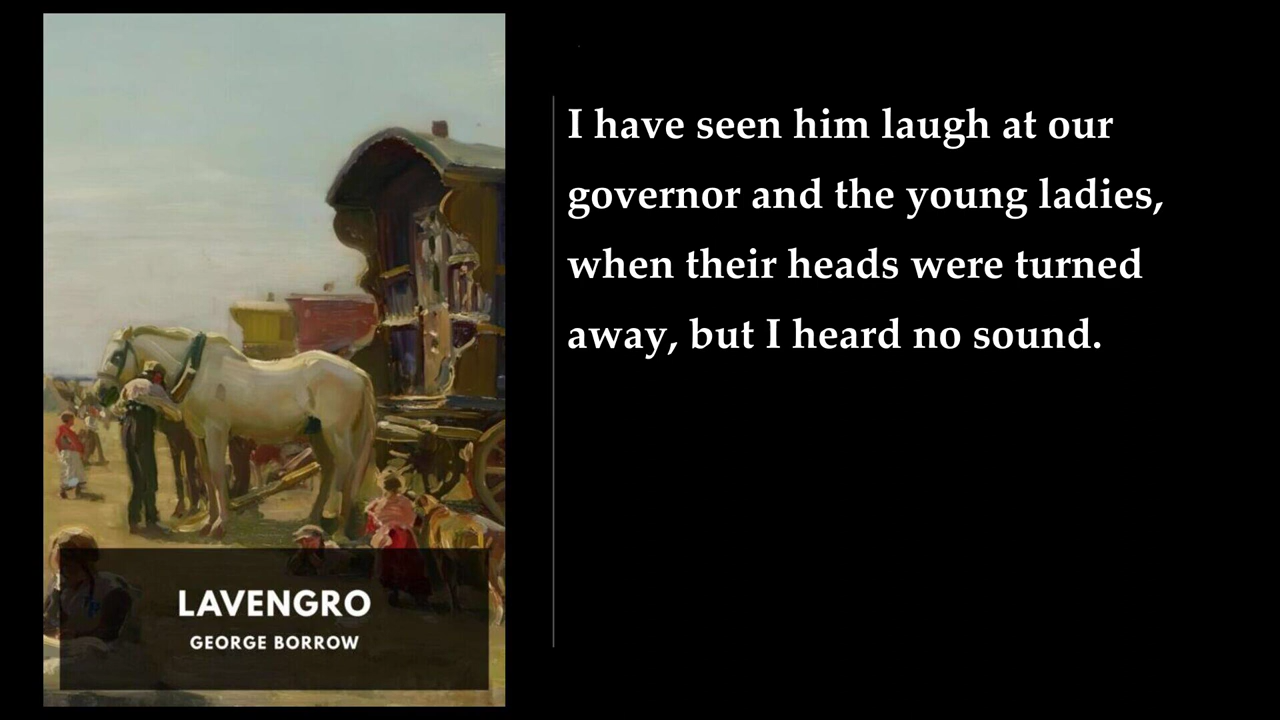 I have seen him laugh at our
governor and the young ladies,
when their heads were turned
away, but I heard no sound.
LAVENGRO
GEORGE BORROW